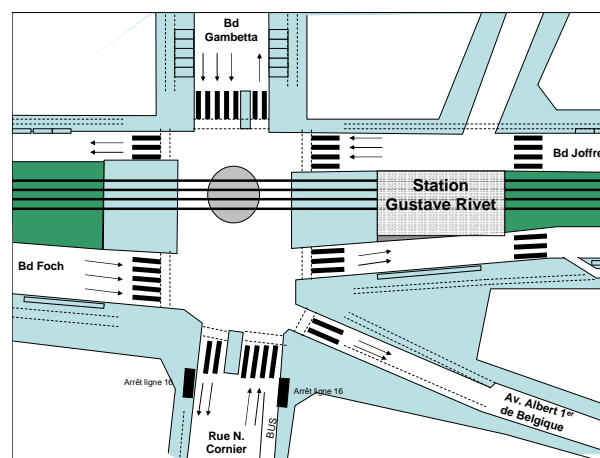 Bd
Gambetta
Bd Joffre
Station
Gustave Rivet
Bd Foch
Arrêt ligne 16
Arrêt ligne 16
Av. Albert 1er
de Belgique
BUS
Rue N.
Cornier